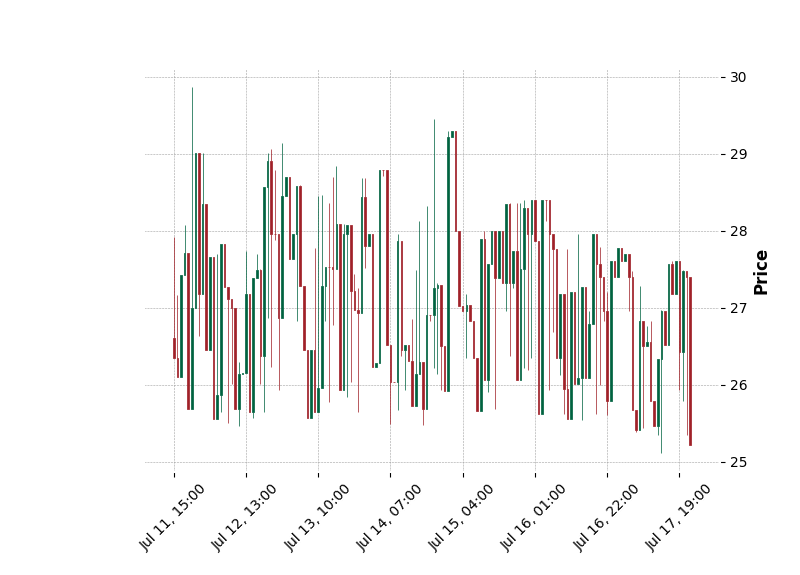 30
29
28
27
26
25
Price
Jul 11, 15:00
Jul 12, 13:00
Jul 13, 10:00
Jul 14, 07:00
Jul 15, 04:00
Jul 16, 01:00
Jul 16, 22:00
Jul 17, 19:00